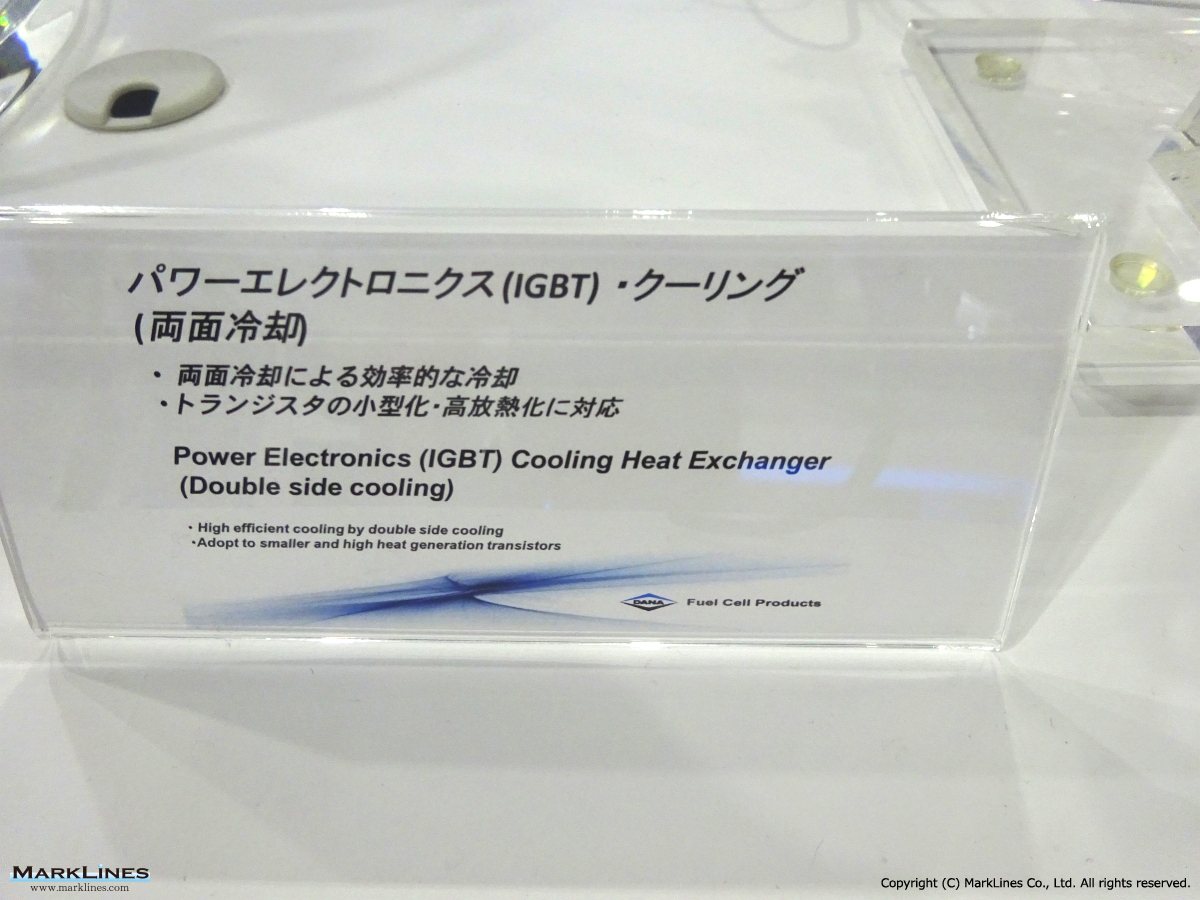 パワーエレクトロニクス(IGBT)・クーリング
(両面冷却)
・ 両面冷却による効率的な冷却
・トランジスタの小型化・高放熱化に対応
Power Electronics (IGBT) Cooling Heat Exchanger
(Double side cooling)
・High efficient cooling by double side cooling
・Adopt to smaller and high heat generation transistors
DANA Fuel Cell Products
MARKLINES
www.marklines.com
Copyright (C) MarkLines Co., Ltd. All rights reserved.